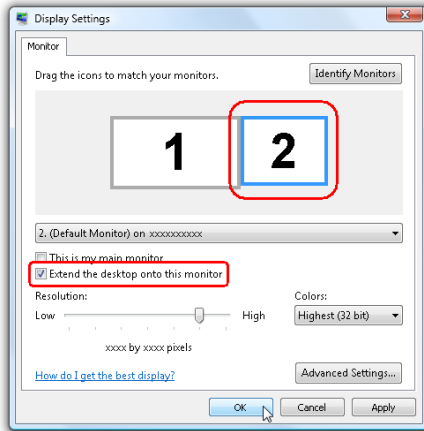 Display Settings
Monitor
Drag the icons to match your monitors.
Identify Monitors
1
2
2. (Default Monitor) on xxxxxxxxxx
This is my main monitor
Extend the desktop onto this monitor
Resolution:
Colors:
Low
High
Highest (32 bit)
xxxx by xxxx pixels
How do I get the best display?
Advanced Settings...
OK
Cancel
Apply